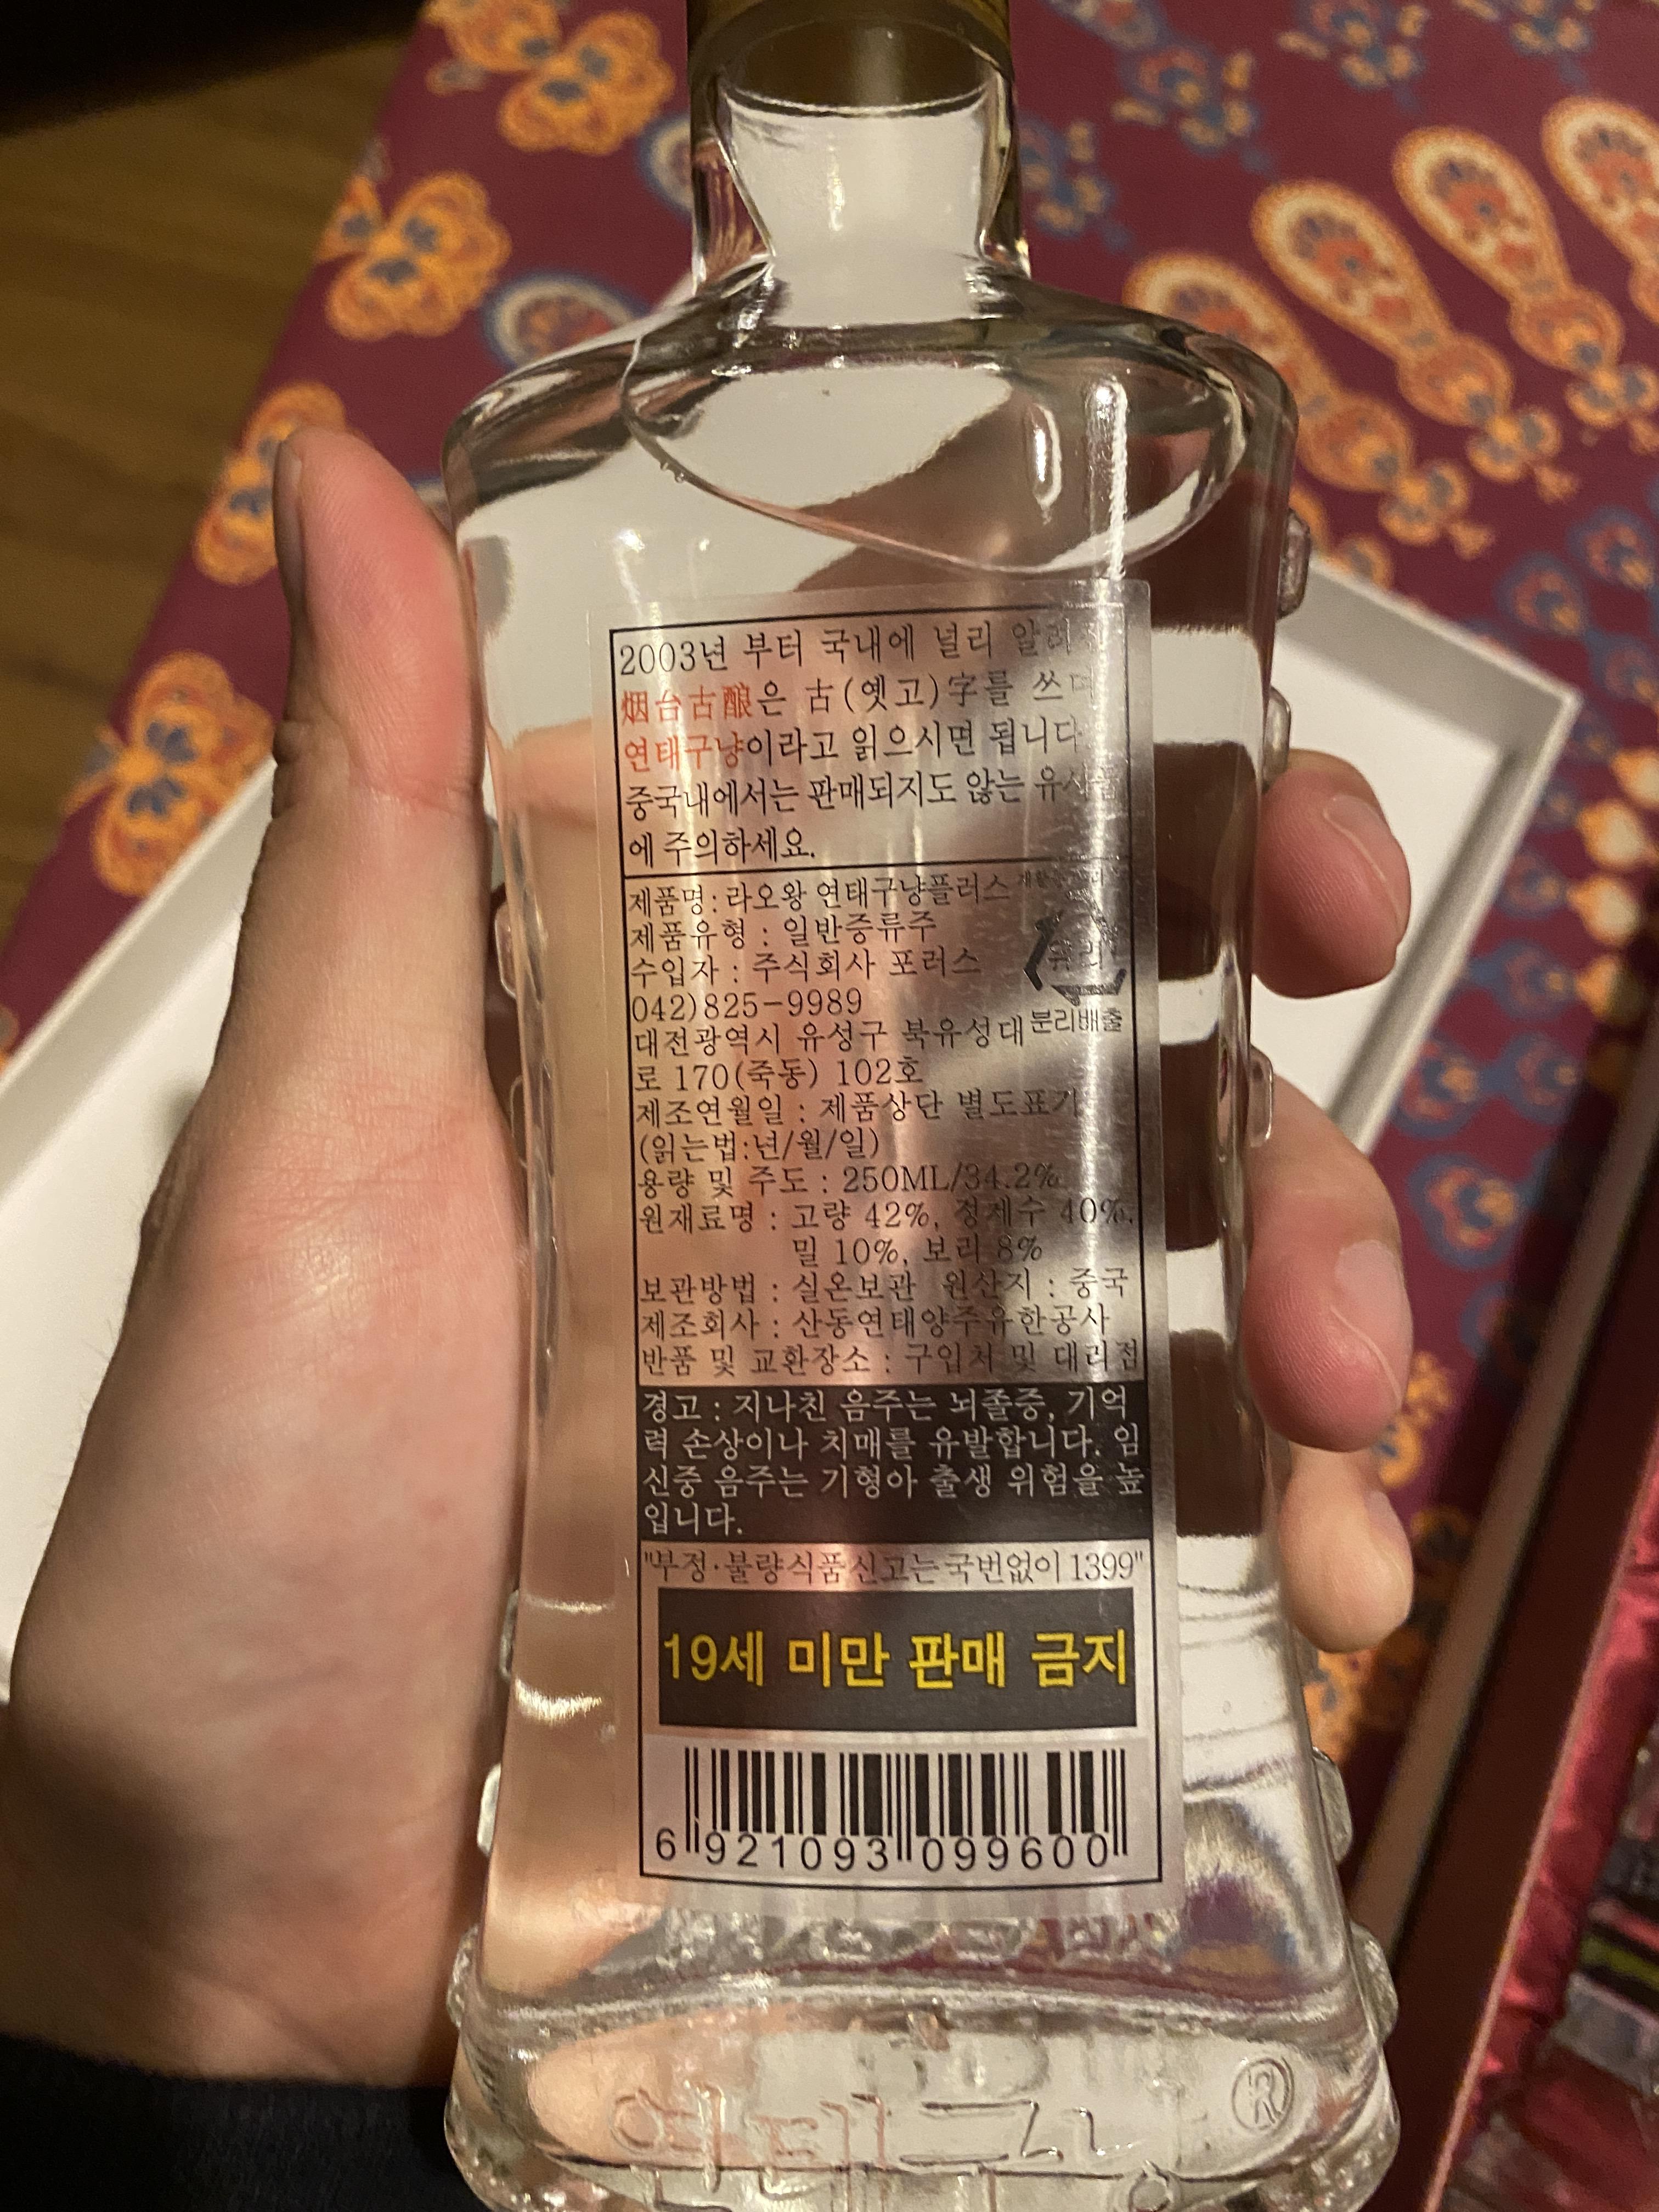 2003년 부터 국내에 널리
烟台古酿은 古(옛고)字를 쓰며
연태구냥이라고 읽으시면 됩니다
중국내에서는 판매되지도 않는 유사품
에 주의하세요.
제품명 : 라오왕 연태구냥플러스
제품유형 : 일반증류주
수입자 : 주식회사 포러스
유리
042)825-9989
분리배출
대전광역시 유성구 북유성대
로 170(죽동) 102호
제조연월일 : 제품상단 별도표기
(읽는법:년/월/일)
용량 및 주도 : 250ML/34.2%
원재료명 : 고량 42%, 정제수 40%,
밀 10%, 보리 8%
보관방법 : 실온보관 원산지 : 중국
제조회사 : 산동연태양주유한공사
반품 및 교환장소 : 구입처 및 대리점
경고 : 지나친 음주는 뇌졸중, 기억
력 손상이나 치매를 유발합니다. 임
신중 음주는 기형아 출생 위험을 높
입니다.
"부정·불량식품신고는국번없이1399"
19세 미만 판매 금지
6 921093 099600
연태구냥 ®